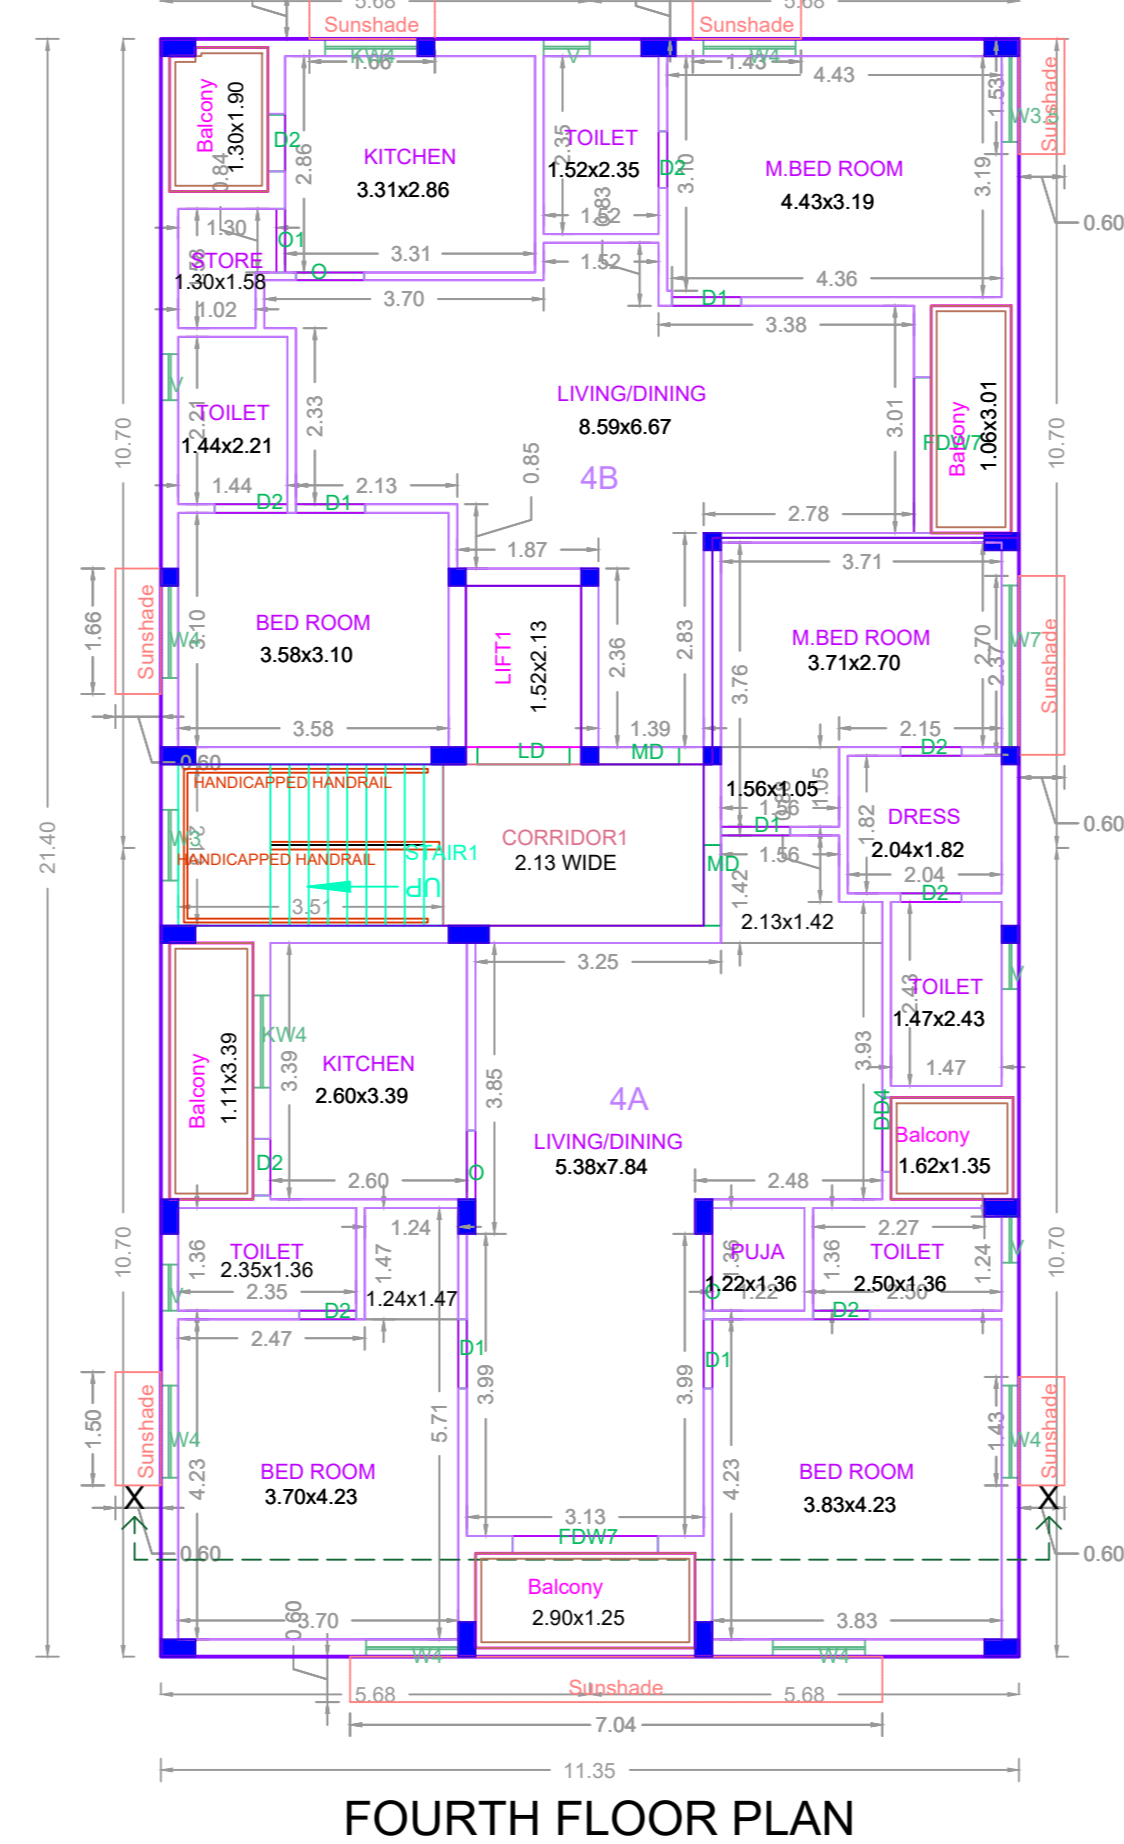 5.68
5.68
Sunshade
Sunshade
KW4
1.66
V
W4
1.43
4.43
1.53
W3.5
Sunshade
Balcony
1.30x1.90
D2
2.86
KITCHEN
3.31x2.86
2.35
TOILET
1.52x2.35
D2
3.10
M.BED ROOM
4.43x3.19
3.19
0.84
0.83
1.52
0.60
1.30
O1
STORE
1.30x1.58
1.58
3.31
O
1.52
4.36
1.02
3.70
D1
3.38
V
2.21
TOILET
1.44x2.21
2.33
LIVING/DINING
8.59x6.67
3.01
FDW7
Balcony
1.06x3.01
10.70
10.70
4B
0.85
1.44
2.13
D2
D1
2.78
1.87
3.71
1.66
Sunshade
W4
3.10
BED ROOM
3.58x3.10
LIFT1
1.52x2.13
2.36
2.83
M.BED ROOM
3.71x2.70
3.76
2.70
2.37
W7
Sunshade
3.58
1.39
2.15
LD
MD
D2
0.60
HANDICAPPED HANDRAIL
1.56x1.05
1.05
1.56
DRESS
2.04x1.82
1.82
0.60
21.40
W3
HANDICAPPED HANDRAIL
STAIR1
CORRIDOR1
2.13 WIDE
D1
MD
1.56
2.04
UP
3.51
1.42
D2
2.13x1.42
3.25
Balcony
1.11x3.39
KW4
3.39
KITCHEN
2.60x3.39
3.85
4A
LIVING/DINING
5.38x7.84
3.93
2.43
TOILET
1.47x2.43
V
1.47
DD4
Balcony
1.62x1.35
D2
2.60
O
2.48
10.70
10.70
1.36
TOILET
2.35x1.36
2.35
V
1.24
1.47
1.24x1.47
D2
1.36
PUJA
1.22x1.36
1.22
O
1.36
2.27
TOILET
2.50x1.36
2.50
1.24
V
D2
2.47
D1
D1
3.99
3.99
1.50
Sunshade
W4
4.23
5.71
BED ROOM
3.70x4.23
4.23
BED ROOM
3.83x4.23
1.43
W4
Sunshade
X
X
3.13
FDW7
0.60
0.60
Balcony
2.90x1.25
0.60
3.70
3.83
W4
W4
Sunshade
5.68
5.68
7.04
11.35
FOURTH FLOOR PLAN